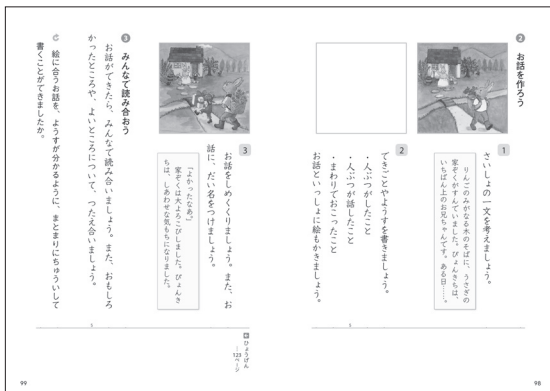 ❷ お話を作ろう
1
さいしょの一文を考えましょう。
りんごのみがなる木のそばに、うさぎの
家ぞくがすんでいました。ぴょんきちは、
いちばん上のお兄ちゃんです。ある日……。
2
てきごとやようすを書きましょう。
・人ぶつがしたこと
・人ぶつが話したこと
・まわりでおこったこと
お話といっしょに絵もかきましょう。
5
98
3
お話をしめくくりましょう。また、お
話に、だい名をつけましょう。
「よかったなあ。」
家ぞくは大よろこびしました。ぴょんき
ちは、しあわせな気もちになりました。
❸ みんなで読み合おう
お話ができたら、みんなで読み合いましょう。また、おもしろ
かったところや、よいところについて、つたえ合いましょう。
絵に合うお話を、ようすが分かるように、まとまりにちゅういして
書くことができましたか。
5
ひょうげん
…123ページ
99